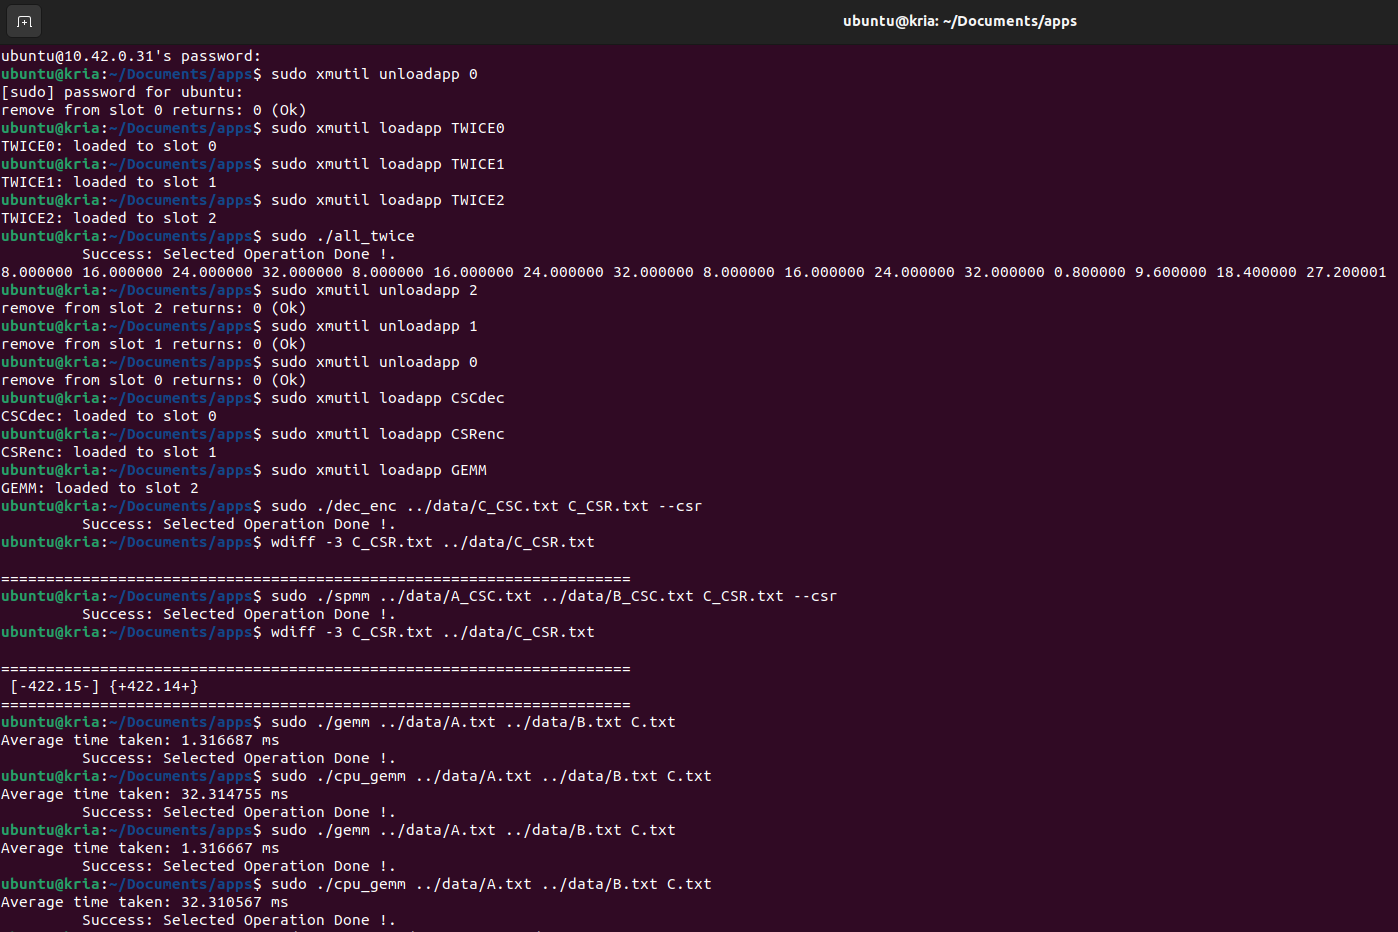 ubuntu@kria: ~/Documents/apps
ubuntu@10.42.0.31's password:
ubuntu@kria:~/Documents/apps$ sudo xmutil unloadapp 0
[sudo] password for ubuntu:
remove from slot 0 returns: 0 (Ok)
ubuntu@kria:~/Documents/apps$ sudo xmutil loadapp TWICE0
TWICE0: loaded to slot 0
ubuntu@kria:~/Documents/apps$ sudo xmutil loadapp TWICE1
TWICE1: loaded to slot 1
ubuntu@kria:~/Documents/apps$ sudo xmutil loadapp TWICE2
TWICE2: loaded to slot 2
ubuntu@kria:~/Documents/apps$ sudo ./all_twice
         Success: Selected Operation Done !.
8.000000 16.000000 24.000000 32.000000 8.000000 16.000000 24.000000 32.000000 8.000000 16.000000 24.000000 32.000000 0.800000 9.600000 18.400000 27.200001
ubuntu@kria:~/Documents/apps$ sudo xmutil unloadapp 2
remove from slot 2 returns: 0 (Ok)
ubuntu@kria:~/Documents/apps$ sudo xmutil unloadapp 1
remove from slot 1 returns: 0 (Ok)
ubuntu@kria:~/Documents/apps$ sudo xmutil unloadapp 0
remove from slot 0 returns: 0 (Ok)
ubuntu@kria:~/Documents/apps$ sudo xmutil loadapp CSCdec
CSCdec: loaded to slot 0
ubuntu@kria:~/Documents/apps$ sudo xmutil loadapp CSRenc
CSRenc: loaded to slot 1
ubuntu@kria:~/Documents/apps$ sudo xmutil loadapp GEMM
GEMM: loaded to slot 2
ubuntu@kria:~/Documents/apps$ sudo ./dec_enc ../data/C_CSC.txt C_CSR.txt --csr
         Success: Selected Operation Done !.
ubuntu@kria:~/Documents/apps$ wdiff -3 C_CSR.txt ../data/C_CSR.txt

======================================================================
ubuntu@kria:~/Documents/apps$ sudo ./spmm ../data/A_CSC.txt ../data/B_CSC.txt C_CSR.txt --csr
         Success: Selected Operation Done !.
ubuntu@kria:~/Documents/apps$ wdiff -3 C_CSR.txt ../data/C_CSR.txt

======================================================================
 [-422.15-] {+422.14+}
======================================================================
ubuntu@kria:~/Documents/apps$ sudo ./gemm ../data/A.txt ../data/B.txt C.txt
Average time taken: 1.316687 ms
         Success: Selected Operation Done !.
ubuntu@kria:~/Documents/apps$ sudo ./cpu_gemm ../data/A.txt ../data/B.txt C.txt
Average time taken: 32.314755 ms
         Success: Selected Operation Done !.
ubuntu@kria:~/Documents/apps$ sudo ./gemm ../data/A.txt ../data/B.txt C.txt
Average time taken: 1.316667 ms
         Success: Selected Operation Done !.
ubuntu@kria:~/Documents/apps$ sudo ./cpu_gemm ../data/A.txt ../data/B.txt C.txt
Average time taken: 32.310567 ms
         Success: Selected Operation Done !.